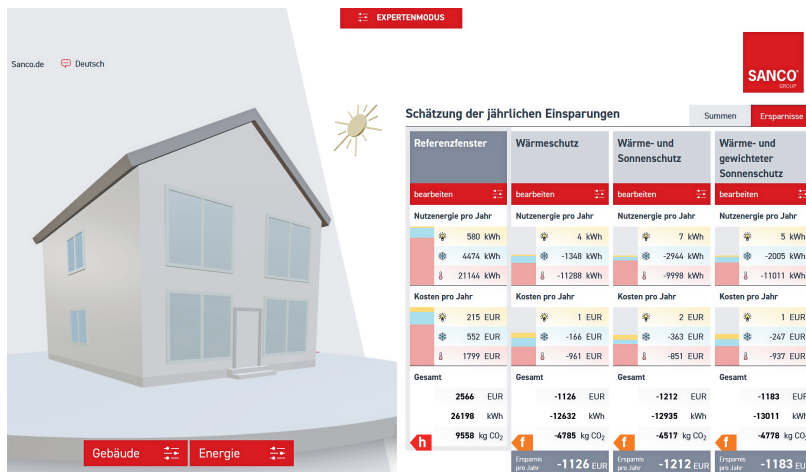 EXPERTENMODUS
Sanco.de
Deutsch
SANCO
GROUP
Schätzung der jährlichen Einsparungen
Summen
Ersparnisse
Referenzfenster
bearbeiten
Nutzenergie pro Jahr
580 kWh
4474 kWh
21144 kWh
Kosten pro Jahr
215 EUR
552 EUR
1799 EUR
Gesamt
2566 EUR
26198 kWh
9558 kg CO₂
h
Wärmeschutz
bearbeiten
Nutzenergie pro Jahr
4 kWh
-1348 kWh
-11288 kWh
Kosten pro Jahr
1 EUR
-166 EUR
-961 EUR
Gesamt
-1126 EUR
-12632 kWh
-4785 kg CO₂
f
Ersparnis
pro Jahr
-1126 EUR
Wärme- und
Sonnenschutz
bearbeiten
Nutzenergie pro Jahr
7 kWh
-2944 kWh
-9998 kWh
Kosten pro Jahr
2 EUR
-363 EUR
-851 EUR
Gesamt
-1212 EUR
-12935 kWh
-4517 kg CO₂
f
Ersparnis
pro Jahr
-1212 EUR
Wärme- und
gewichteter
Sonnenschutz
bearbeiten
Nutzenergie pro Jahr
5 kWh
-2005 kWh
-11011 kWh
Kosten pro Jahr
1 EUR
-247 EUR
-937 EUR
Gesamt
-1183 EUR
-13011 kWh
-4778 kg CO₂
f
Ersparnis
pro Jahr
-1183 EU
Gebäude
Energie